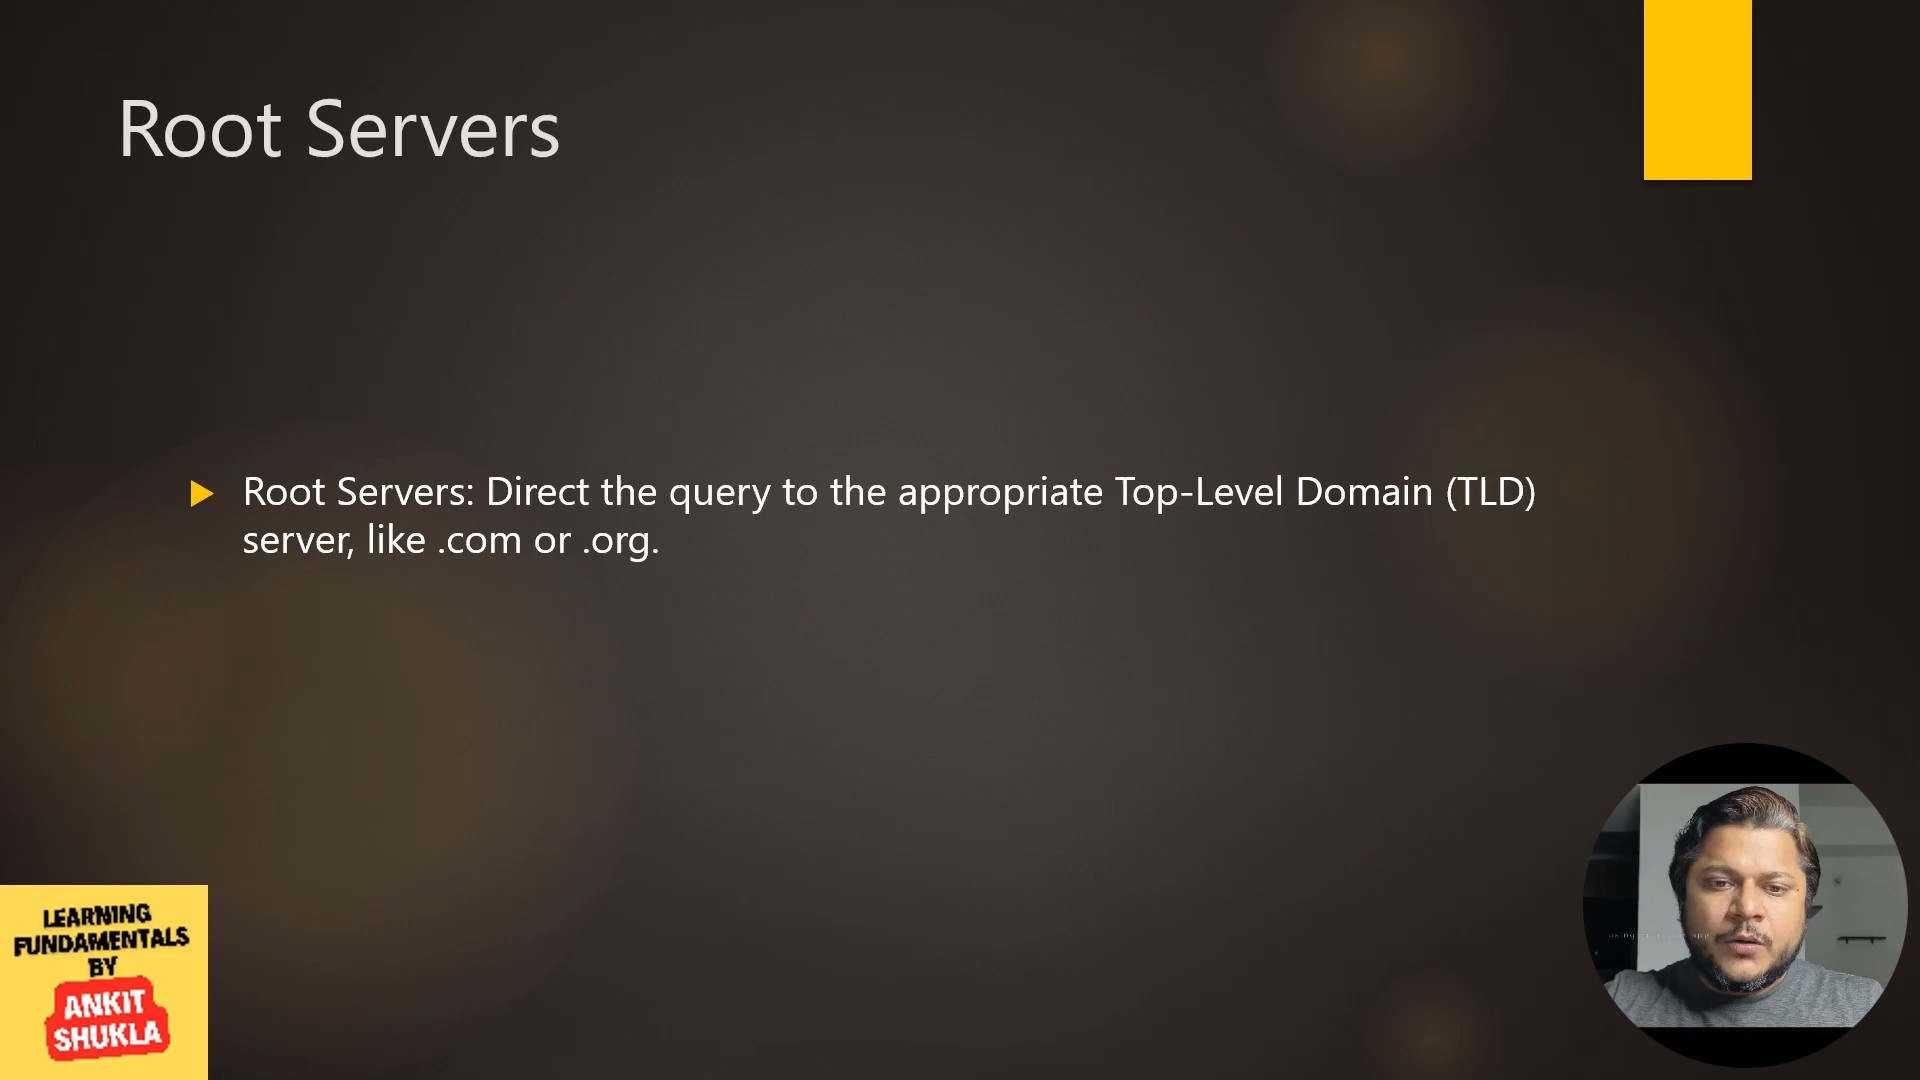 Root Servers
Root Servers: Direct the query to the appropriate Top-Level Domain (TLD)
server, like .com or .org.
LEARNING
FUNDAMENTALS
BY
ANKIT
SHUKLA
using